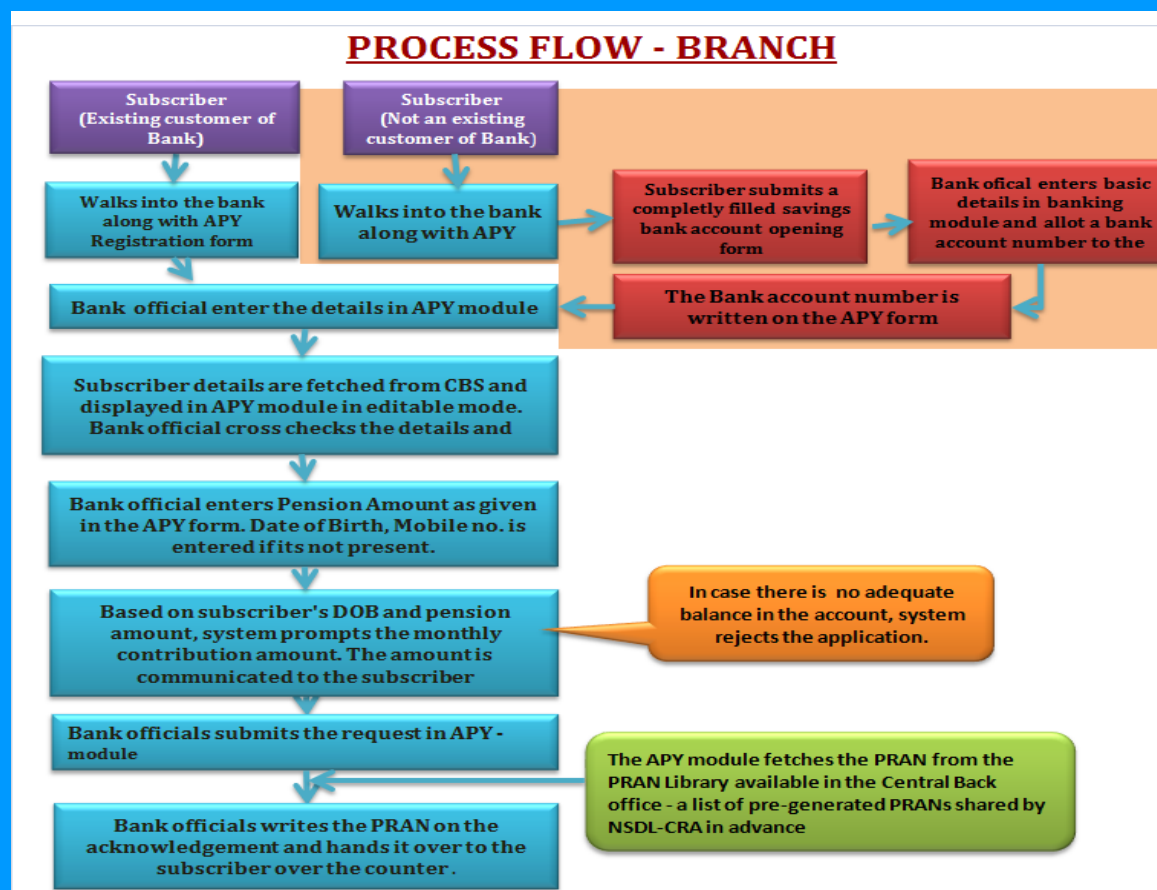 PROCESS FLOW - BRANCH
Subscriber
(Existing customer of
Bank)
Subscriber
(Not an existing
customer of Bank)
Walks into the bank
along with APY
Registration form
Walks into the bank
along with APY
Subscriber submits a
completly filled savings
bank account opening
form
Bank ofical enters basic
details in banking
module and allot a bank
account number to the
The Bank account number is
written on the APY form
Bank official enter the details in APY module
Subscriber details are fetched from CBS and
displayed in APY module in editable mode.
Bank official cross checks the details and
Bank official enters Pension Amount as given
in the APY form. Date of Birth, Mobile no. is
entered if its not present.
Based on subscriber's DOB and pension
amount, system prompts the monthly
contribution amount. The amount is
communicated to the subscriber
In case there is no adequate
balance in the account, system
rejects the application.
Bank officials submits the request in APY -
module
The APY module fetches the PRAN from the
PRAN Library available in the Central Back
office - a list of pre-generated PRANs shared by
NSDL-CRA in advance
Bank officials writes the PRAN on the
acknowledgement and hands it over to the
subscriber over the counter .